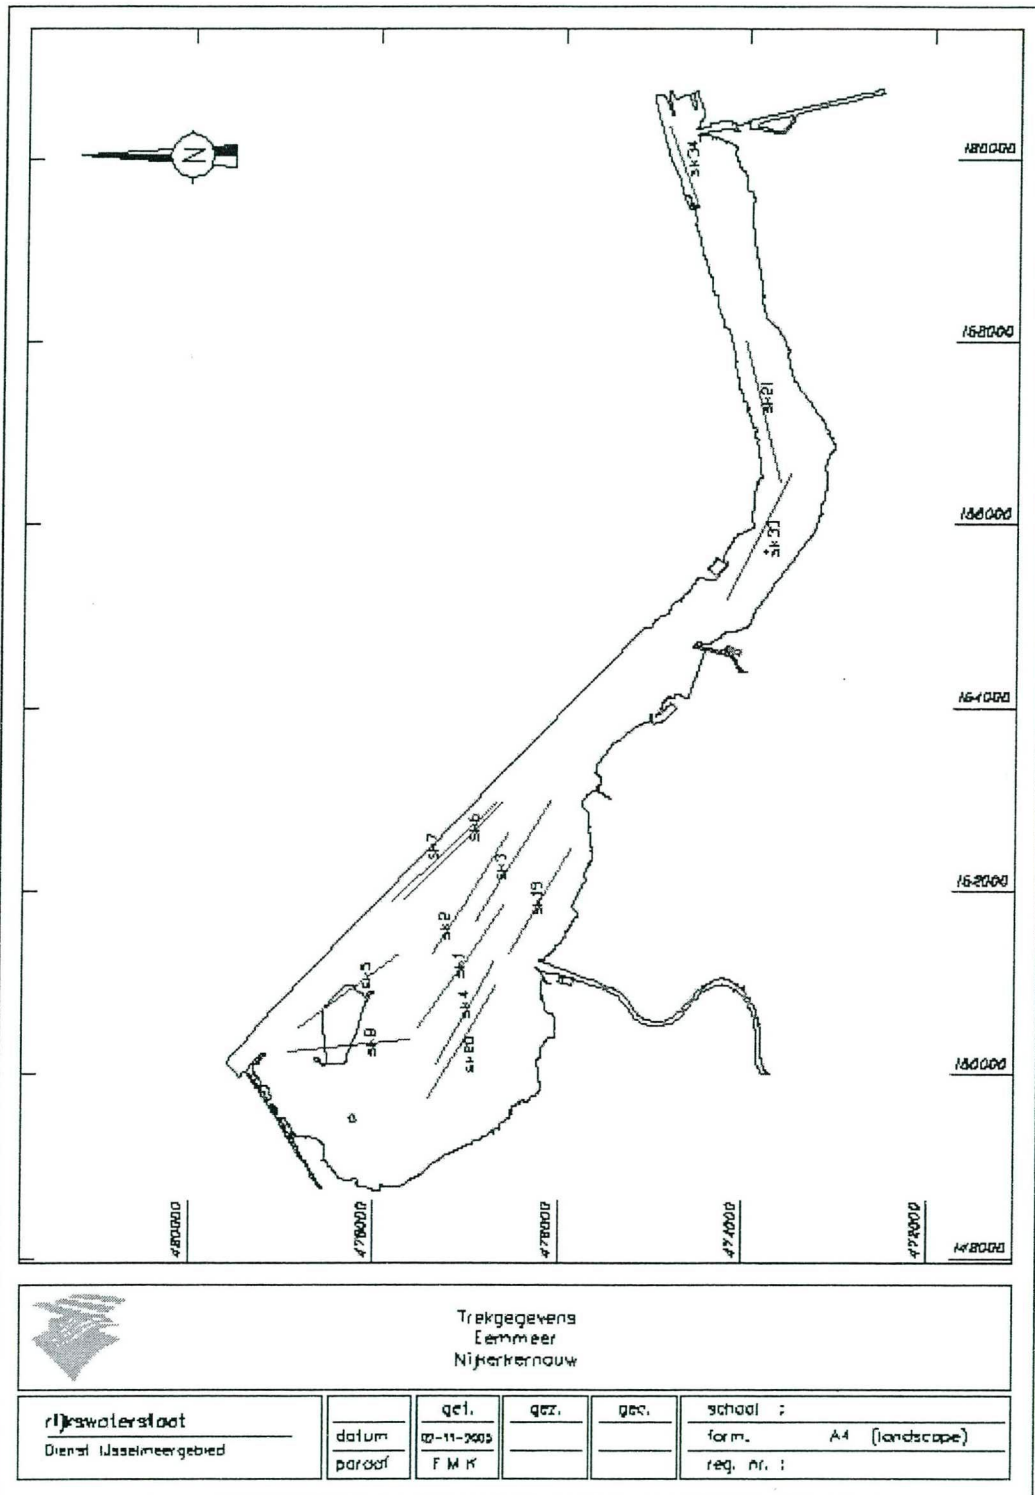 N
sk34
160000
158000
sk21
156000
sk33
154000
sk7
sk6
sk3
152000
sk19
sk2
sk1
sk5
sk4
sk20
150000
480000
478000
476000
474000
472000
148000
Trekgegevens
Eemmeer
Nijkerkernauw
rijkswaterstaat
Dienst IJsselmeergebied
get.
gez.
gec.
datum
02-11-2005
paraaf
F M K
schaal :
form. A4 (landscape)
reg. nr. :